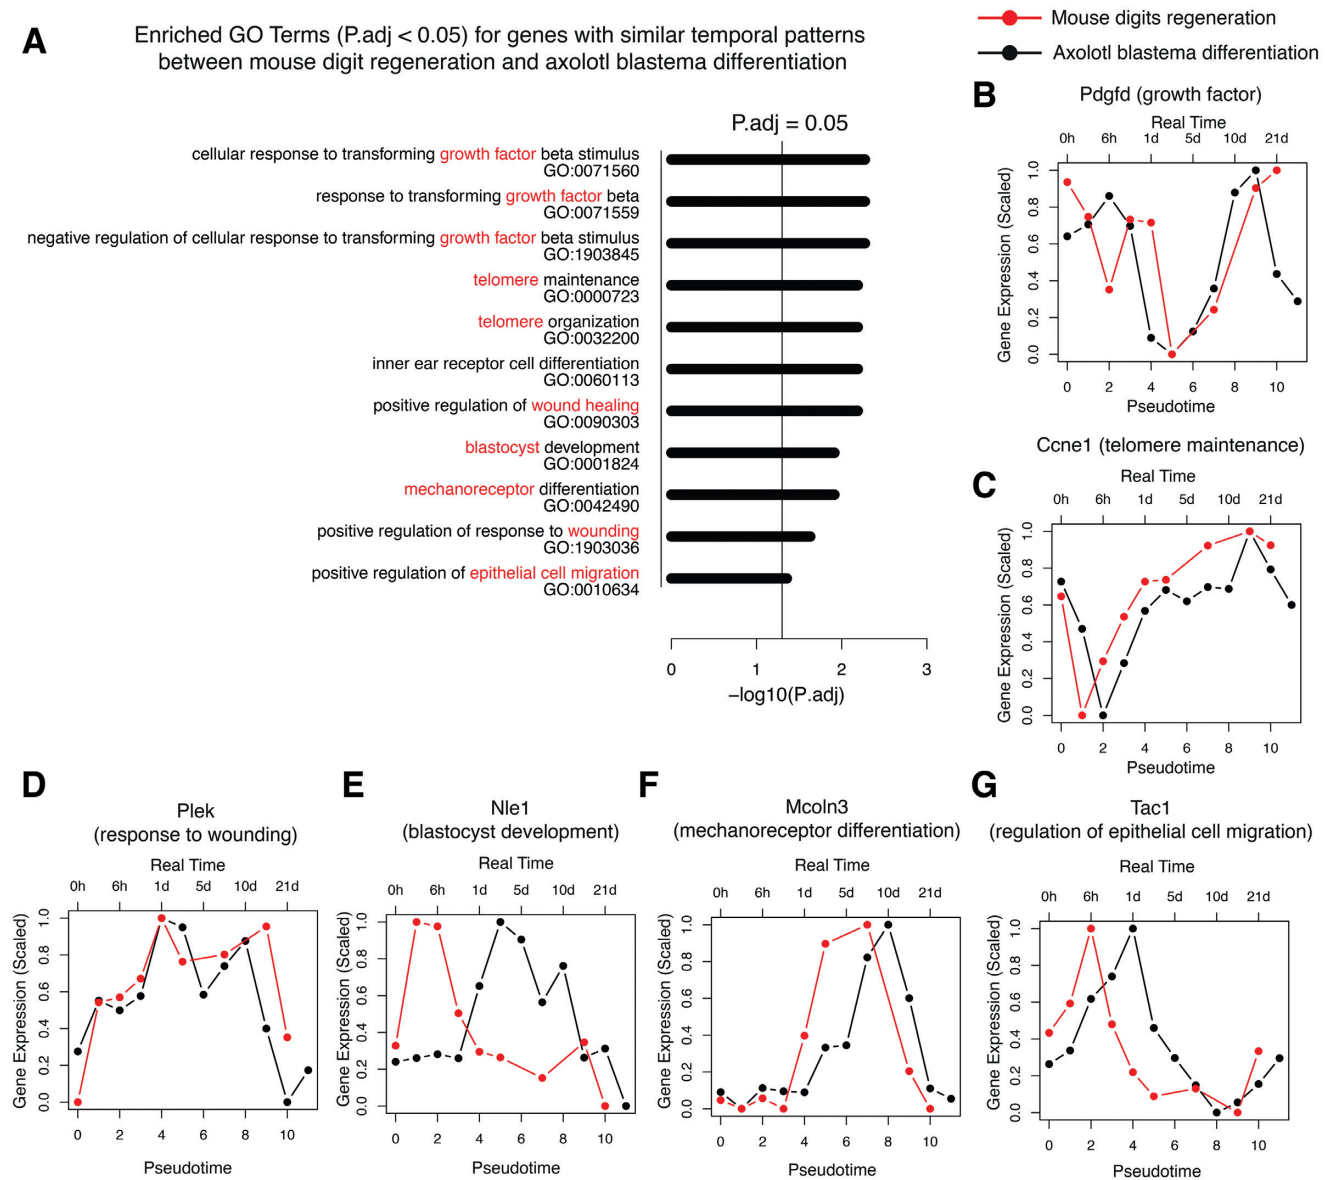 A
Enriched GO Terms (P.adj < 0.05) for genes with similar temporal patterns
between mouse digit regeneration and axolotl blastema differentiation
P.adj = 0.05
cellular response to transforming growth factor beta stimulus
GO:0071560
response to transforming growth factor beta
GO:0071559
negative regulation of cellular response to transforming growth factor beta stimulus
GO:1903845
telomere maintenance
GO:0000723
telomere organization
GO:0032200
inner ear receptor cell differentiation
GO:0060113
positive regulation of wound healing
GO:0090303
blastocyst development
GO:0001824
mechanoreceptor differentiation
GO:0042490
positive regulation of response to wounding
GO:1903036
positive regulation of epithelial cell migration
GO:0010634
0 1 2 3
−log10(P.adj)
Mouse digits regeneration
Axolotl blastema differentiation
B
Pdgfd (growth factor)
Real Time
0h 6h 1d 5d 10d 21d
Gene Expression (Scaled)
1.0
0.8
0.6
0.4
0.2
0.0
0 2 4 6 8 10
Pseudotime
C
Ccne1 (telomere maintenance)
Real Time
0h 6h 1d 5d 10d 21d
Gene Expression (Scaled)
1.0
0.8
0.6
0.4
0.2
0.0
0 2 4 6 8 10
Pseudotime
D
Plek
(response to wounding)
Real Time
0h 6h 1d 5d 10d 21d
Gene Expression (Scaled)
1.0
0.8
0.6
0.4
0.2
0.0
0 2 4 6 8 10
Pseudotime
E
Nle1
(blastocyst development)
Real Time
0h 6h 1d 5d 10d 21d
Gene Expression (Scaled)
1.0
0.8
0.6
0.4
0.2
0.0
0 2 4 6 8 10
Pseudotime
F
Mcoln3
(mechanoreceptor differentiation)
Real Time
0h 6h 1d 5d 10d 21d
Gene Expression (Scaled)
1.0
0.8
0.6
0.4
0.2
0.0
0 2 4 6 8 10
Pseudotime
G
Tac1
(regulation of epithelial cell migration)
Real Time
0h 6h 1d 5d 10d 21d
Gene Expression (Scaled)
1.0
0.8
0.6
0.4
0.2
0.0
0 2 4 6 8 10
Pseudotime